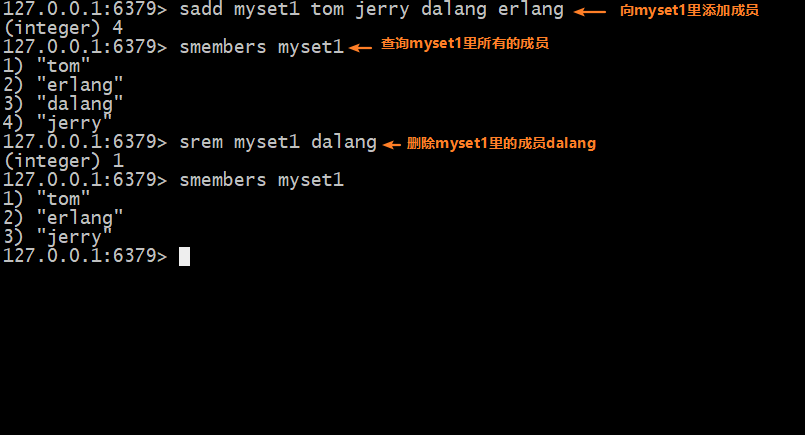 127.0.0.1:6379> sadd myset1 tom jerry dalang erlang 向myset1里添加成员
(integer) 4
127.0.0.1:6379> smembers myset1 查询myset1里所有的成员
1) "tom"
2) "erlang"
3) "dalang"
4) "jerry"
127.0.0.1:6379> srem myset1 dalang 删除myset1里的成员dalang
(integer) 1
127.0.0.1:6379> smembers myset1
1) "tom"
2) "erlang"
3) "jerry"
127.0.0.1:6379>